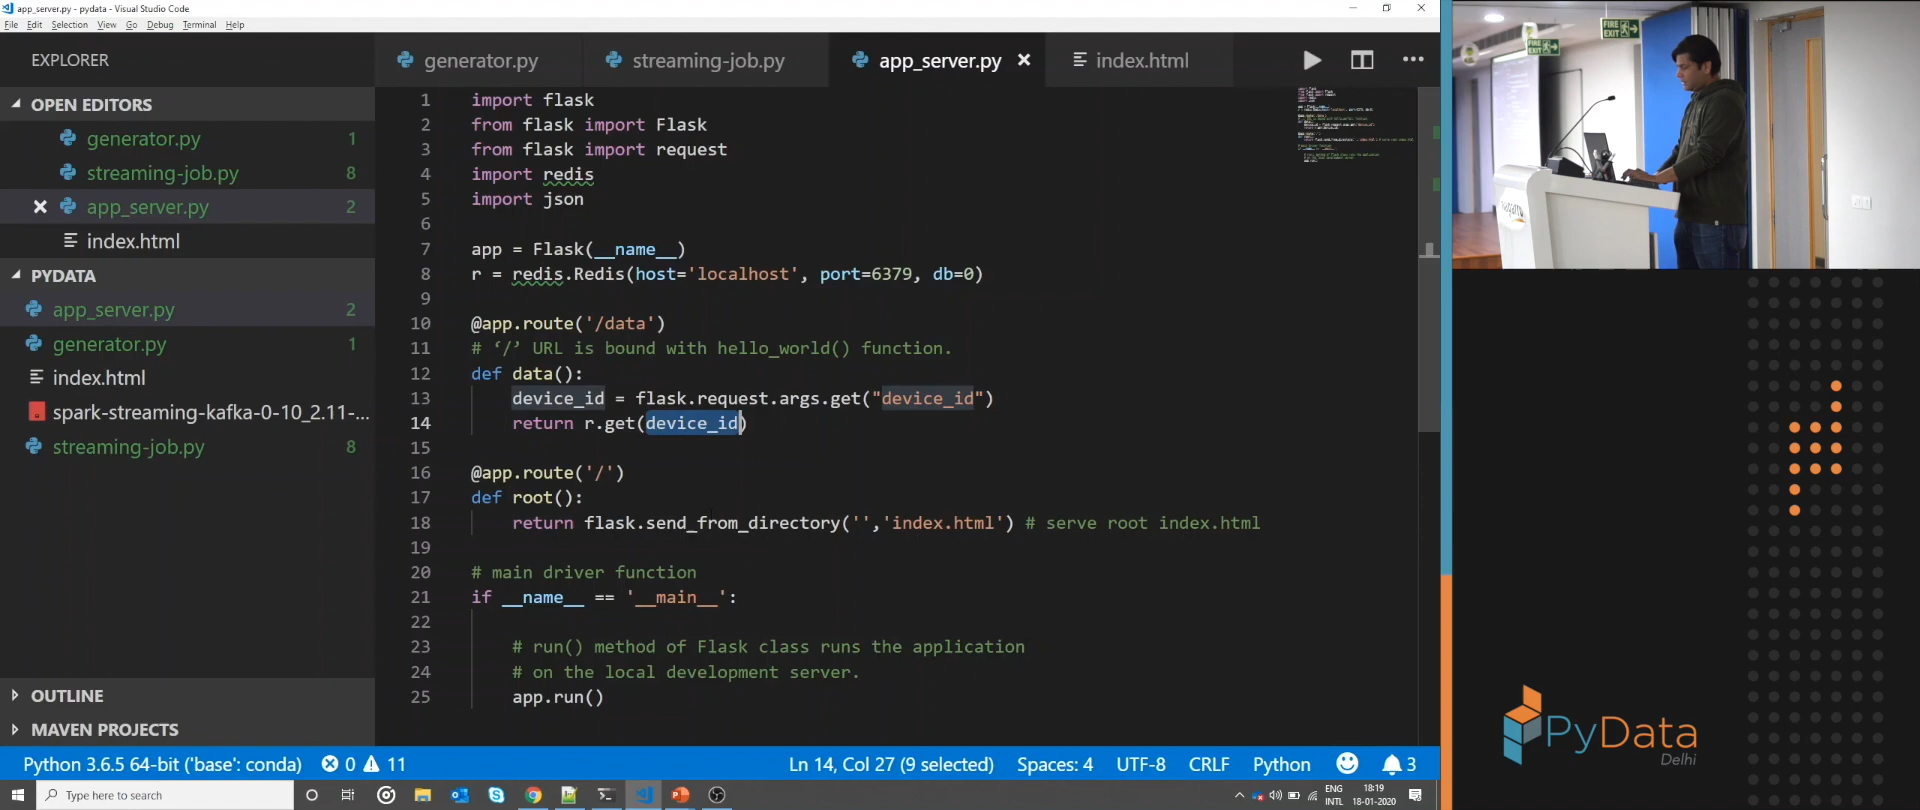 app_server.py - pydata - Visual Studio Code
File Edit Selection View Go Debug Terminal Help
EXPLORER
OPEN EDITORS
generator.py 1
streaming-job.py 8
app_server.py 2
index.html
PYDATA
app_server.py 2
generator.py 1
index.html
spark-streaming-kafka-0-10_2.11-...
streaming-job.py 8
OUTLINE
MAVEN PROJECTS
generator.py streaming-job.py app_server.py index.html
1 import flask
2 from flask import Flask
3 from flask import request
4 import redis
5 import json
6
7 app = Flask(__name__)
8 r = redis.Redis(host='localhost', port=6379, db=0)
9
10 @app.route('/data')
11 # ‘/’ URL is bound with hello_world() function.
12 def data():
13 device_id = flask.request.args.get("device_id")
14 return r.get(device_id)
15
16 @app.route('/')
17 def root():
18 return flask.send_from_directory('','index.html') # serve root index.html
19
20 # main driver function
21 if __name__ == '__main__':
22
23 # run() method of Flask class runs the application
24 # on the local development server.
25 app.run()
Python 3.6.5 64-bit ('base': conda) 0 11 Ln 14, Col 27 (9 selected) Spaces: 4 UTF-8 CRLF Python 3
Type here to search
ENG
INTL
18:19
18-01-2020
FIRE EXIT
FIRE EXIT
nagarro
PyData
Delhi